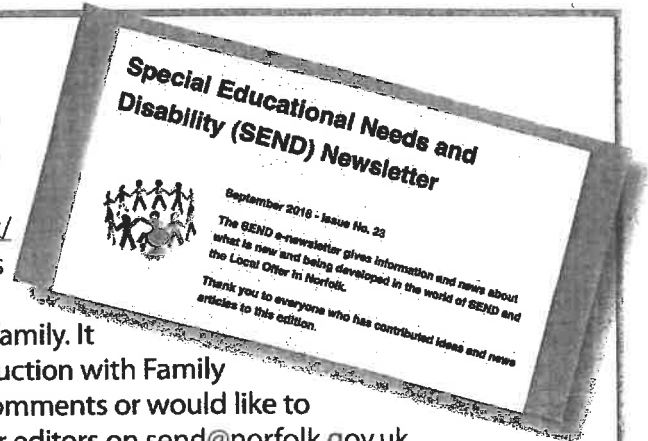 Special Educational Needs and
Disability (SEND) Newsletter
September 2016 - Issue No. 23
The SEND e-newsletter gives information and news about
what is new and being developed in the world of SEND and
the Local Offer in Norfolk.
Thank you to everyone who has contributed ideas and news
articles to this edition.
amily. It
uction with Family
omments or would like to
r editors on send@norfolk.gov.uk